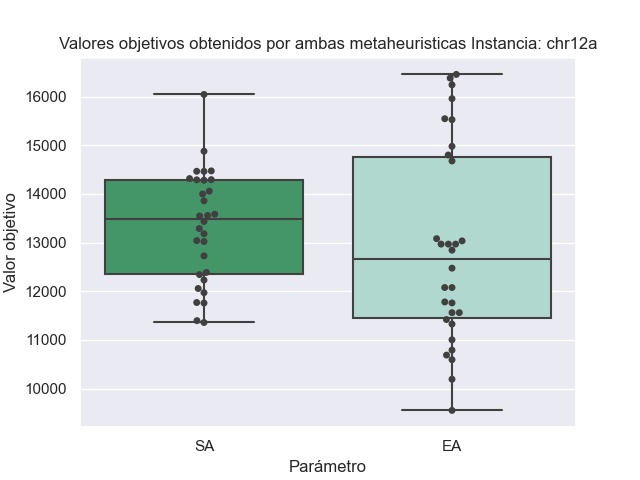 Valores objetivos obtenidos por ambas metaheuristicas Instancia: chr12a
16000
15000
14000
13000
12000
11000
10000
Valor objetivo
SA
EA
Parámetro